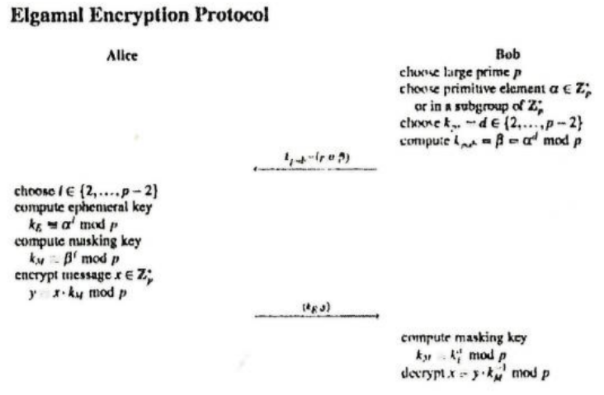 Elgamal Encryption Protocol
Alice
Bob
choose large prime p
choose primitive element α ∈ Z*p
or in a subgroup of Z*p
choose kpr = d ∈ {2,...,p − 2}
compute kpub = β = α^d mod p
choose i ∈ {2,...,p − 2}
compute ephemeral key
kE ≡ α^i mod p
compute masking key
kM ≡ β^i mod p
encrypt message x ∈ Z*p
y ≡ x · kM mod p
(kE,y)
compute masking key
mod p
decrypt x ≡ y · kM^-1 mod p